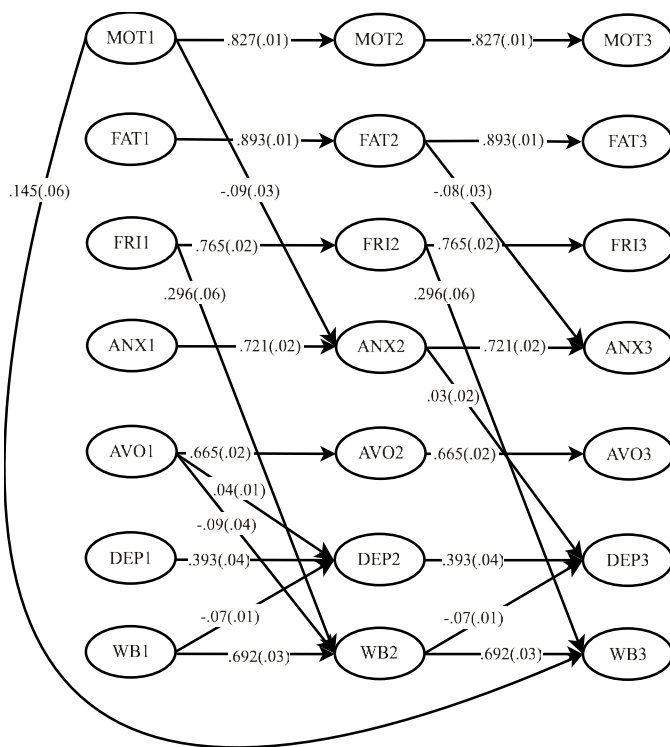 MOT1 .827(.01) MOT2 .827(.01) MOT3
FAT1 .893(.01) FAT2 .893(.01) FAT3
.145(.06) -.09(.03) -.08(.03)
FRI1 .765(.02) FRI2 .765(.02) FRI3
.296(.06) .296(.06)
ANX1 .721(.02) ANX2 .721(.02) ANX3
.03(.02)
AVO1 .665(.02) AVO2 .665(.02) AVO3
.04(.01)
-.09(.04)
DEP1 .393(.04) DEP2 .393(.04) DEP3
-.07(.01) -.07(.01)
WB1 .692(.03) WB2 .692(.03) WB3